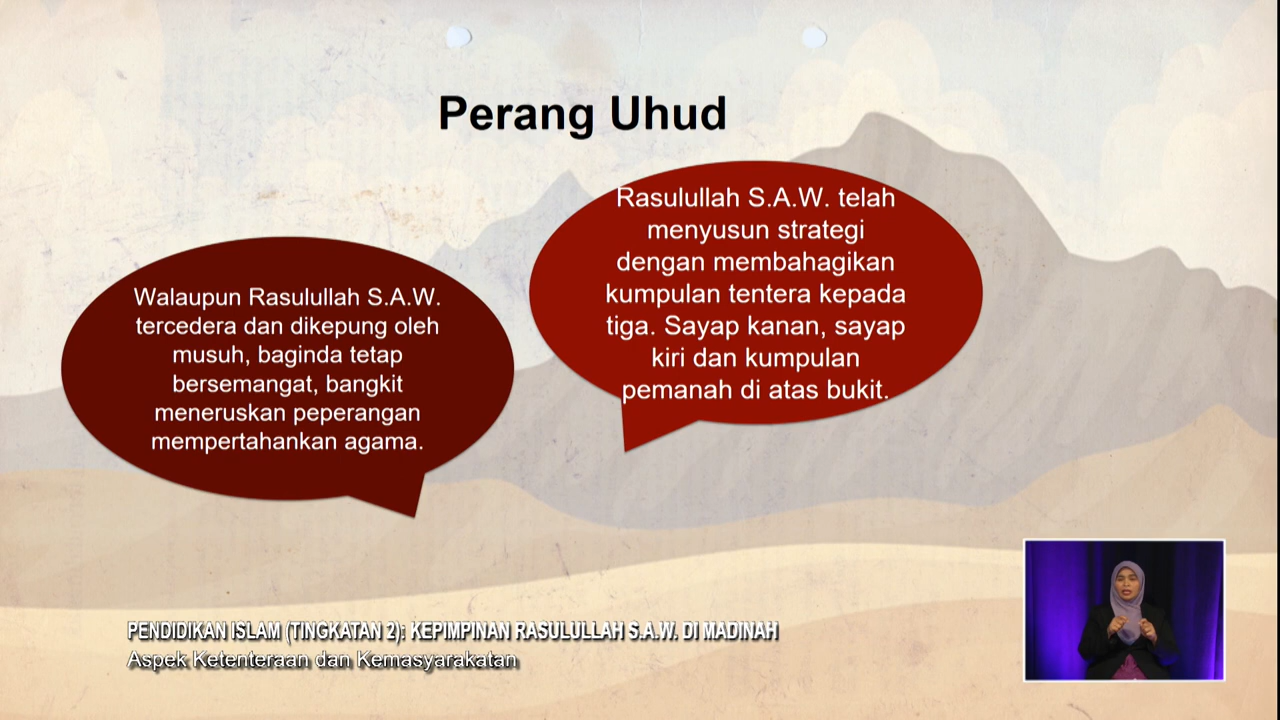 Perang Uhud
Rasulullah S.A.W. telah
menyusun strategi
dengan membahagikan
kumpulan tentera kepada
tiga. Sayap kanan, sayap
kiri dan kumpulan
pemanah di atas bukit.
Walaupun Rasulullah S.A.W.
tercedera dan dikepung oleh
musuh, baginda tetap
bersemangat, bangkit
meneruskan peperangan
mempertahankan agama.
PENDIDIKAN ISLAM (TINGKATAN 2): KEPIMPINAN RASULULLAH S.A.W. DI MADINAH
Aspek Ketenteraan dan Kemasyarakatan